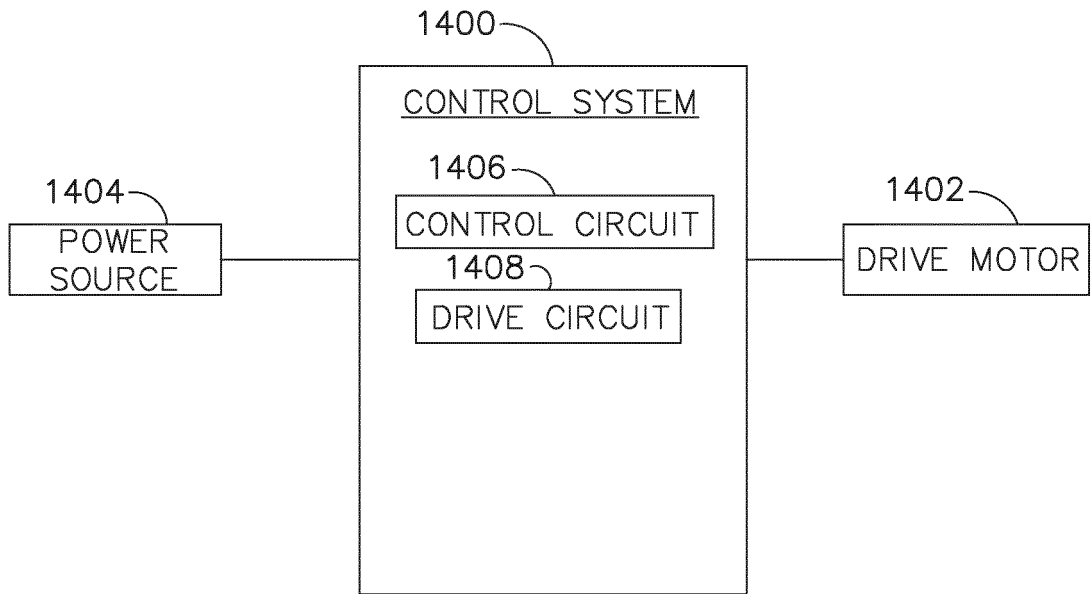 1400
CONTROL SYSTEM
1406
CONTROL CIRCUIT
1408
DRIVE CIRCUIT
1404
POWER
SOURCE
1402
DRIVE MOTOR